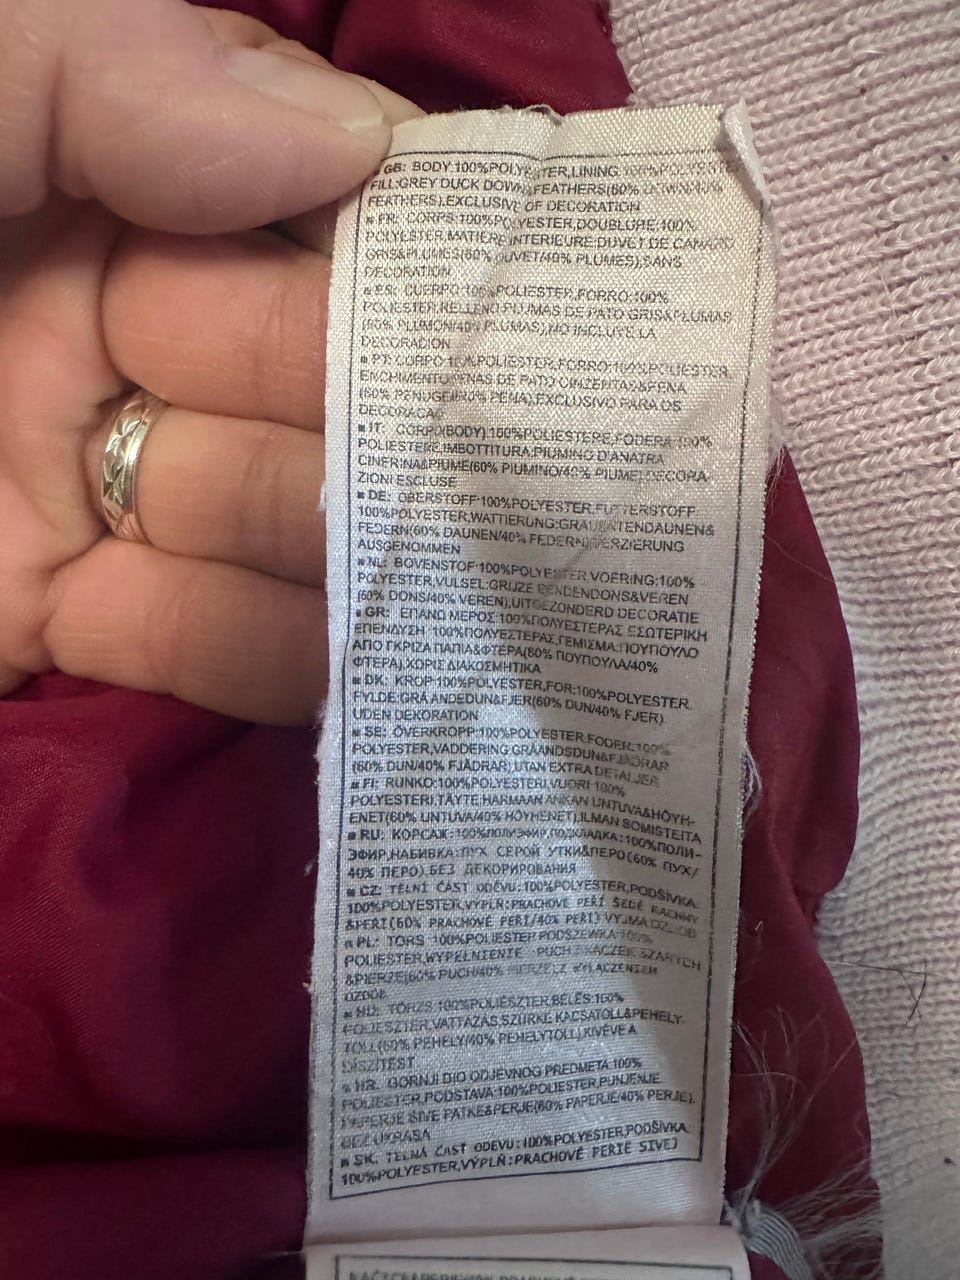 ▪ GB: BODY:100%POLYESTER,LINING:100%POLYESTER
FILL:GREY DUCK DOWN&FEATHERS(60% DOWN/40%
FEATHERS),EXCLUSIVE OF DECORATION
▪ FR: CORPS:100%POLYESTER,DOUBLURE:100%
POLYESTER,MATIERE INTERIEURE:DUVET DE CANARD
GRIS&PLUMES(60% DUVET/40% PLUMES),SANS
DECORATION
▪ ES: CUERPO:100%POLIESTER,FORRO:100%
POLIESTER,RELLENO PLUMAS DE PATO GRIS&PLUMAS
(60% PLUMON/40% PLUMAS),NO INCLUYE LA
DECORADION
▪ PT: CORPO:100%POLIESTER,FORRO:100%POLIESTER,
ENCHIMENTO:PENAS DE PATO CINZENTAS&PENA
(60% PENUGE/40% PENA),EXCLUSIVO PARA OS
DECORAÇAC
▪ IT: CORPO(BODY):100%POLIESTERE,FODERA:100%
POLIESTERE,IMBOTTITURA:PIUMINO D'ANATRA
CINERINA&PIUME(60% PIUMINO/40% PIUME),DECORA-
ZIONI ESCLUSE
▪ DE: OBERSTOFF:100%POLYESTER,FUTTERSTOFF:
100%POLYESTER,WATTIERUNG:GRAUENTENDAUNEN&
FEDERN(60% DAUNEN/40% FEDERN),VERZIERUNG
AUSGENOMMEN
▪ NL: BOVENSTOF:100%POLYESTER,VOERING:100%
POLYESTER,VULSEL:GRIJZE EENDENDONS&VEREN
(60% DONS/40% VEREN),UITGEZONDERD DECORATIE
▪ GR: ΕΠΑΝΩ ΜΕΡΟΣ:100%ΠΟΛΥΕΣΤΕΡΑΣ ΕΣΩΤΕΡΙΚΗ
ΕΠΕΝΔΥΣΗ :100%ΠΟΛΥΕΣΤΕΡΑΣ,ΓΕΜΙΣΜΑ:ΠΟΥΠΟΥΛΟ
ΑΠΟ ΓΚΡΙΖΑ ΠΑΠΙΑ&ΦΤΕΡΑ(60% ΠΟΥΠΟΥΛΑ/40%
ΦΤΕΡΑ),ΧΩΡΙΣ ΔΙΑΚΟΣΜΗΤΙΚΑ
▪ DK: KROP:100%POLYESTER,FOR:100%POLYESTER,
FYLDE:GRÅ ANDEDUN&FJER(60% DUN/40% FJER)
UDEN DEKORATION
▪ SE: ÖVERKROPP:100%POLYESTER,FODER:100%
POLYESTER,VADDERING:GRÅANDSDUN&FJÄDRAR
(60% DUN/40% FJÄDRAR),UTAN EXTRA DETALJER
▪ FI: RUNKO:100%POLYESTERI,VUORI:100%
POLYESTERI,TÄYTE:HARMAAN ANKAN UNTUVA&HÖYH-
ENET(60% UNTUVA/40% HÖYHENET),ILMAN SOMISTEITA
▪ RU: КОРСАЖ:100%ПОЛИЭФИР,ПОДКЛАДКА:100%ПОЛИ-
ЭФИР,НАБИВКА:ПУХ СЕРОЙ УТКИ&ПЕРО(60% ПУХ/
40% ПЕРО),БЕЗ ДЕКОРИРОВАНИЯ
▪ CZ: TĚLNÍ ČÁST ODĚVU:100%POLYESTER,PODŠÍVKA:
100%POLYESTER,VÝPLŇ:PRACHOVÉ PEŘÍ ŠEDÉ KACHNY
&PEŘÍ(60% PRACHOVÉ PEŘÍ/40% PEŘÍ) VYJMA OZDOB
▪ PL: TORS:100%POLIESTER PODSZEWKA:100%
POLIESTER,WYPEŁNIENIE: PUCH Z KACZEK SZARYCH
&PIERZE(60% PUCH/40% PIERZE),Z WYŁĄCZENIEM
OZDÓB
▪ HU: TÖRZS:100%POLIÉSZTER,BÉLÉS:100%
POLIÉSZTER,VATTAZÁS:SZÜRKE KACSATOLL&PEHELY-
TOLL(60% PEHELY/40% PEHELYTOLL),KIVÉVE A
DÍSZÍTÉST
▪ HR: GORNJI DIO ODJEVNOG PREDMETA:100%
POLIESTER,PODSTAVA:100%POLIESTER,PUNJENJE:
PAPERJE SIVE PATKE&PERJE(60% PAPERJE/40% PERJE),
BEZ UKRASA
▪ SK: TELNÁ ČASŤ ODEVU:100%POLYESTER,PODŠÍVKA:
100%POLYESTER,VÝPLŇ:PRACHOVÉ PERIE SIVEJ